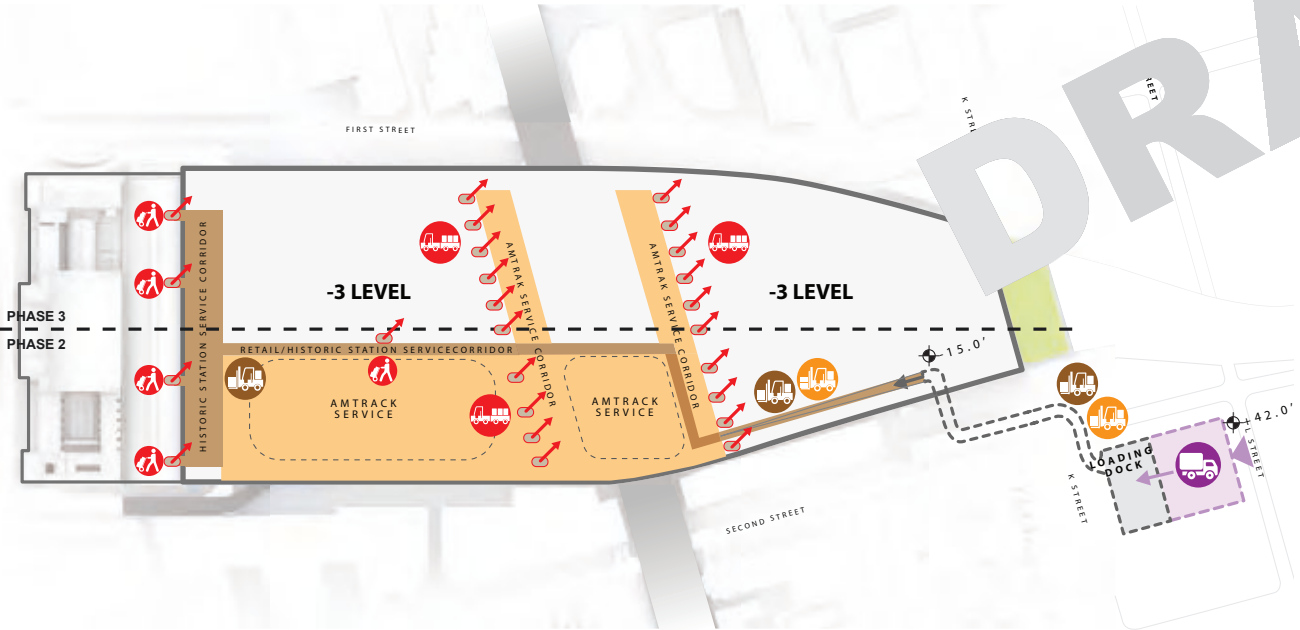 DRA
REET
K STRE
FIRST STREET
-3 LEVEL
-3 LEVEL
AMTRAK SERVICE CORRIDOR
AMTRAK SERVICE CORRIDOR
HISTORIC STATION SERVICE CORRIDOR
PHASE 3
PHASE 2
RETAIL/HISTORIC STATION SERVICECORRIDOR
15.0'
AMTRACK
SERVICE
AMTRACK
SERVICE
42.0'
L STREET
LOADING
DOCK
K STREET
SECOND STREET